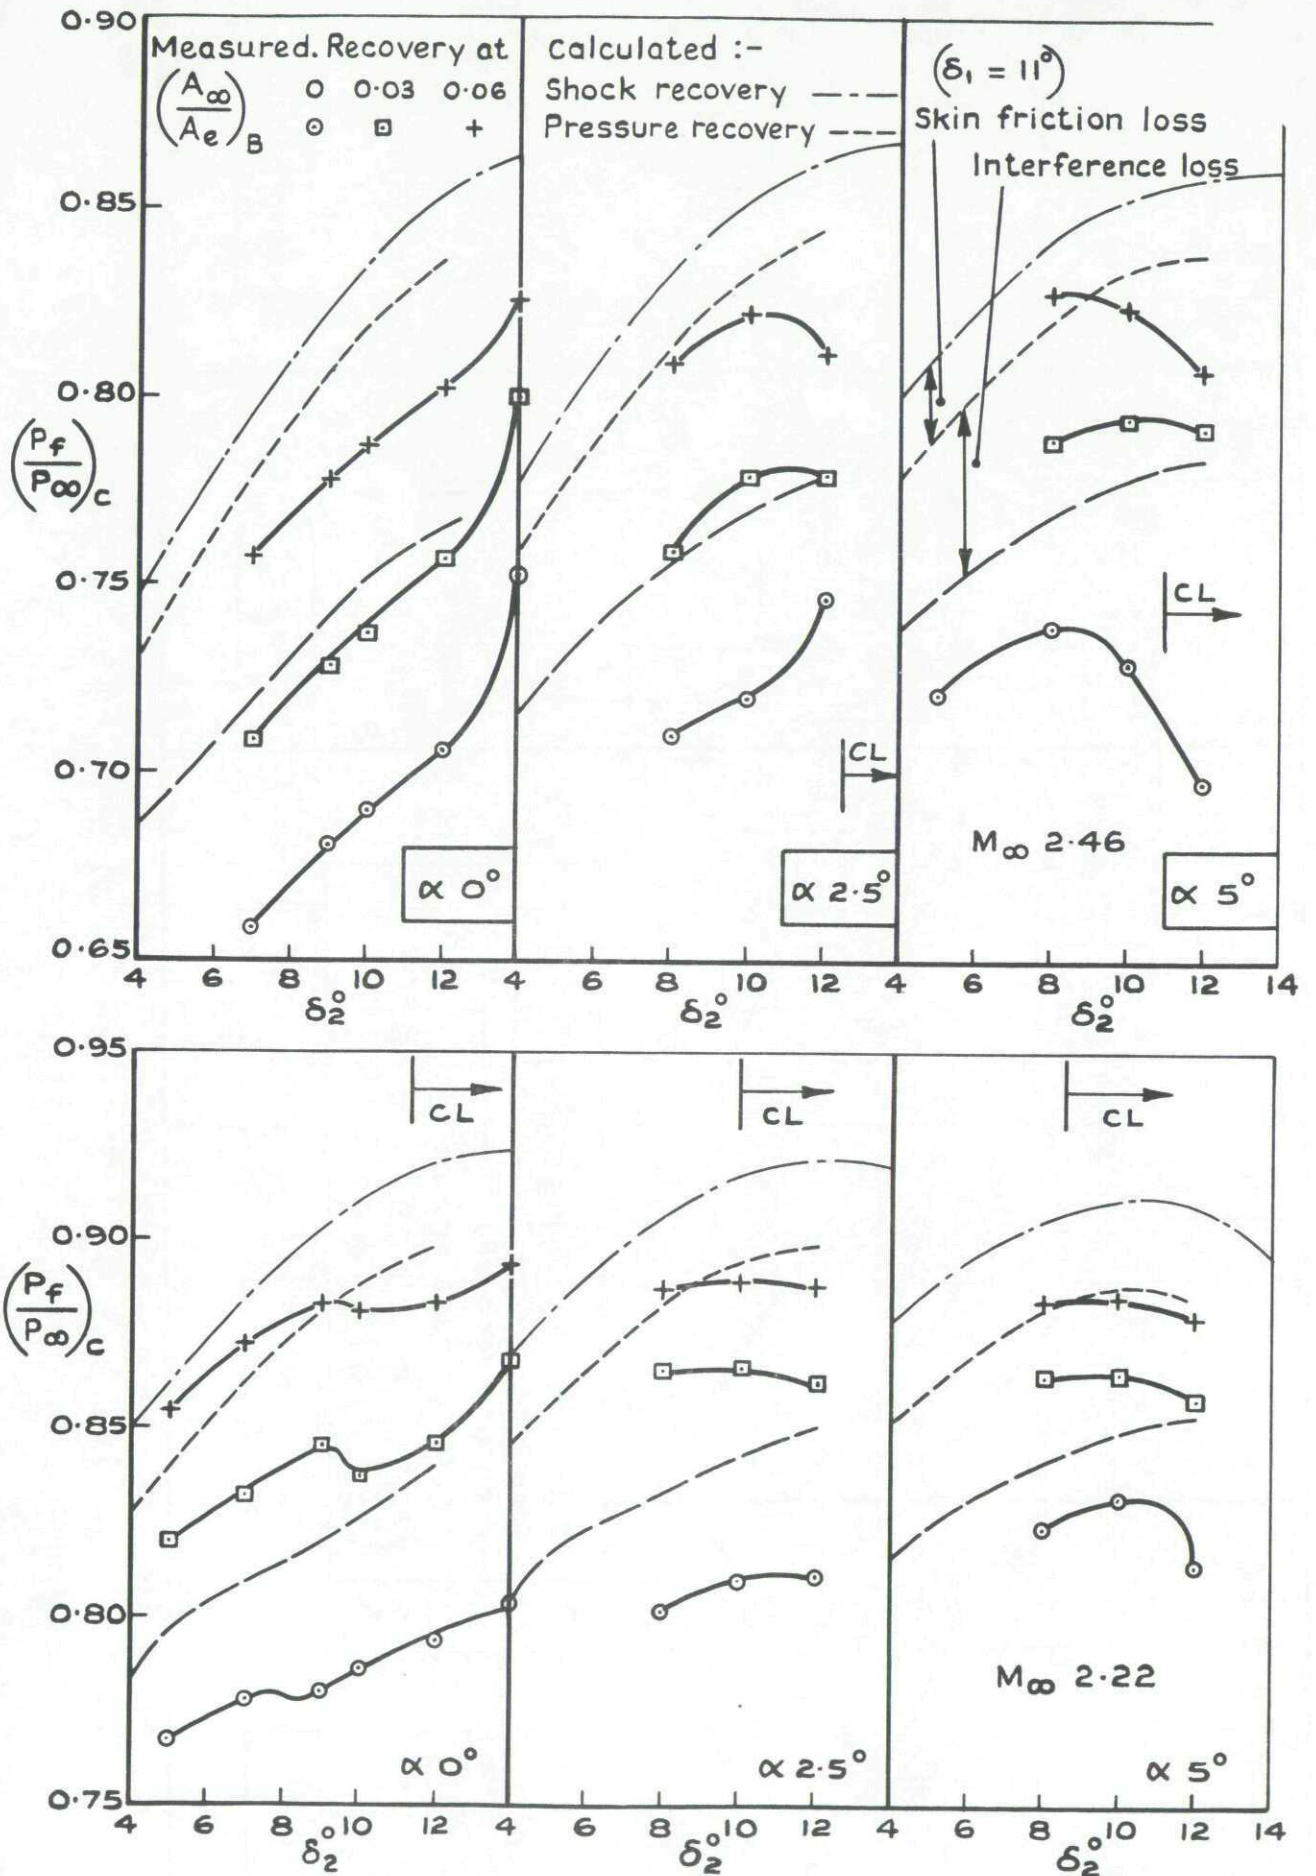 0.90
Measured. Recovery at
(A∞/Ae)B O 0.03 0.06
Calculated :-
Shock recovery
Pressure recovery
(δ₁ = 11°)
Skin friction loss
Interference loss
0.85
0.80
(Pf/P∞)C
0.75
0.70
0.65
CL
CL
M∞ 2.46
∝ 0°
∝ 2.5°
∝ 5°
4 6 8 10 12 4 6 8 10 12 4 6 8 10 12 14
δ₂° δ₂° δ₂°
0.95
CL
CL
CL
0.90
(Pf/P∞)C
0.85
0.80
0.75
M∞ 2.22
∝ 0°
∝ 2.5°
∝ 5°
4 6 8 10 12 4 6 8 10 12 4 6 8 10 12 14
δ₂° δ₂° δ₂°